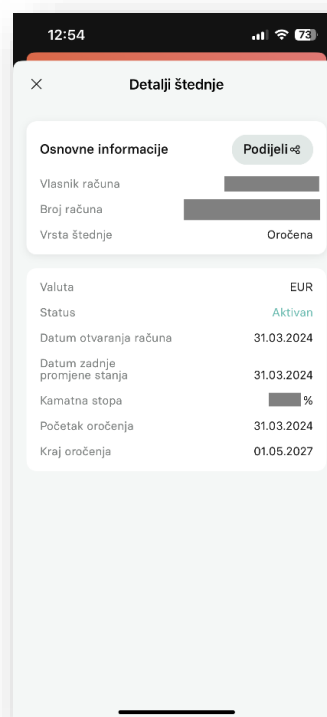 12:54
73
Detalji štednje
Osnovne informacije
Podijeli
Vlasnik računa
Broj računa
Vrsta štednje Oročena
Valuta EUR
Status Aktivan
Datum otvaranja računa 31.03.2024
Datum zadnje
promjene stanja 31.03.2024
Kamatna stopa %
Početak oročenja 31.03.2024
Kraj oročenja 01.05.2027